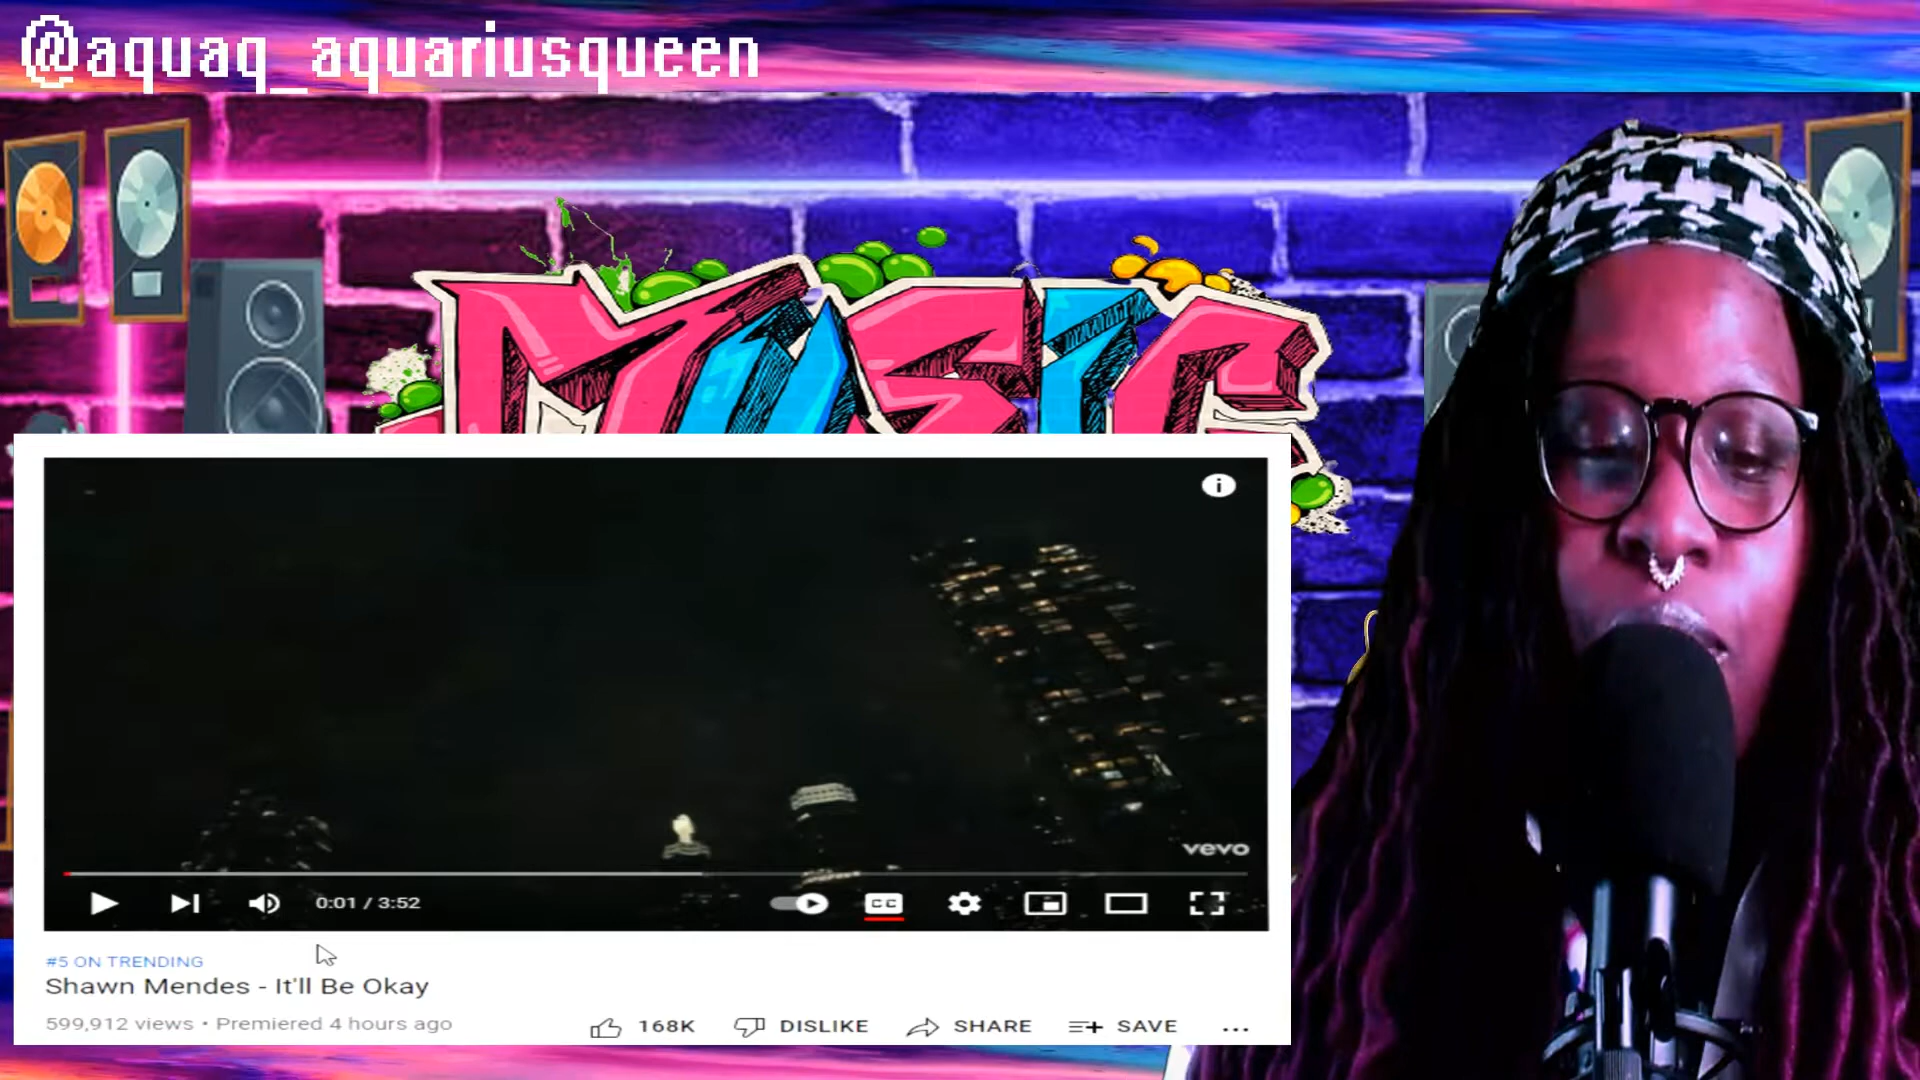 @aquaq_aquariusqueen
MUSIC
i
vevo
0:01 / 3:52
CC
#5 ON TRENDING
Shawn Mendes - It'll Be Okay
599,912 views • Premiered 4 hours ago
168K DISLIKE SHARE SAVE ...